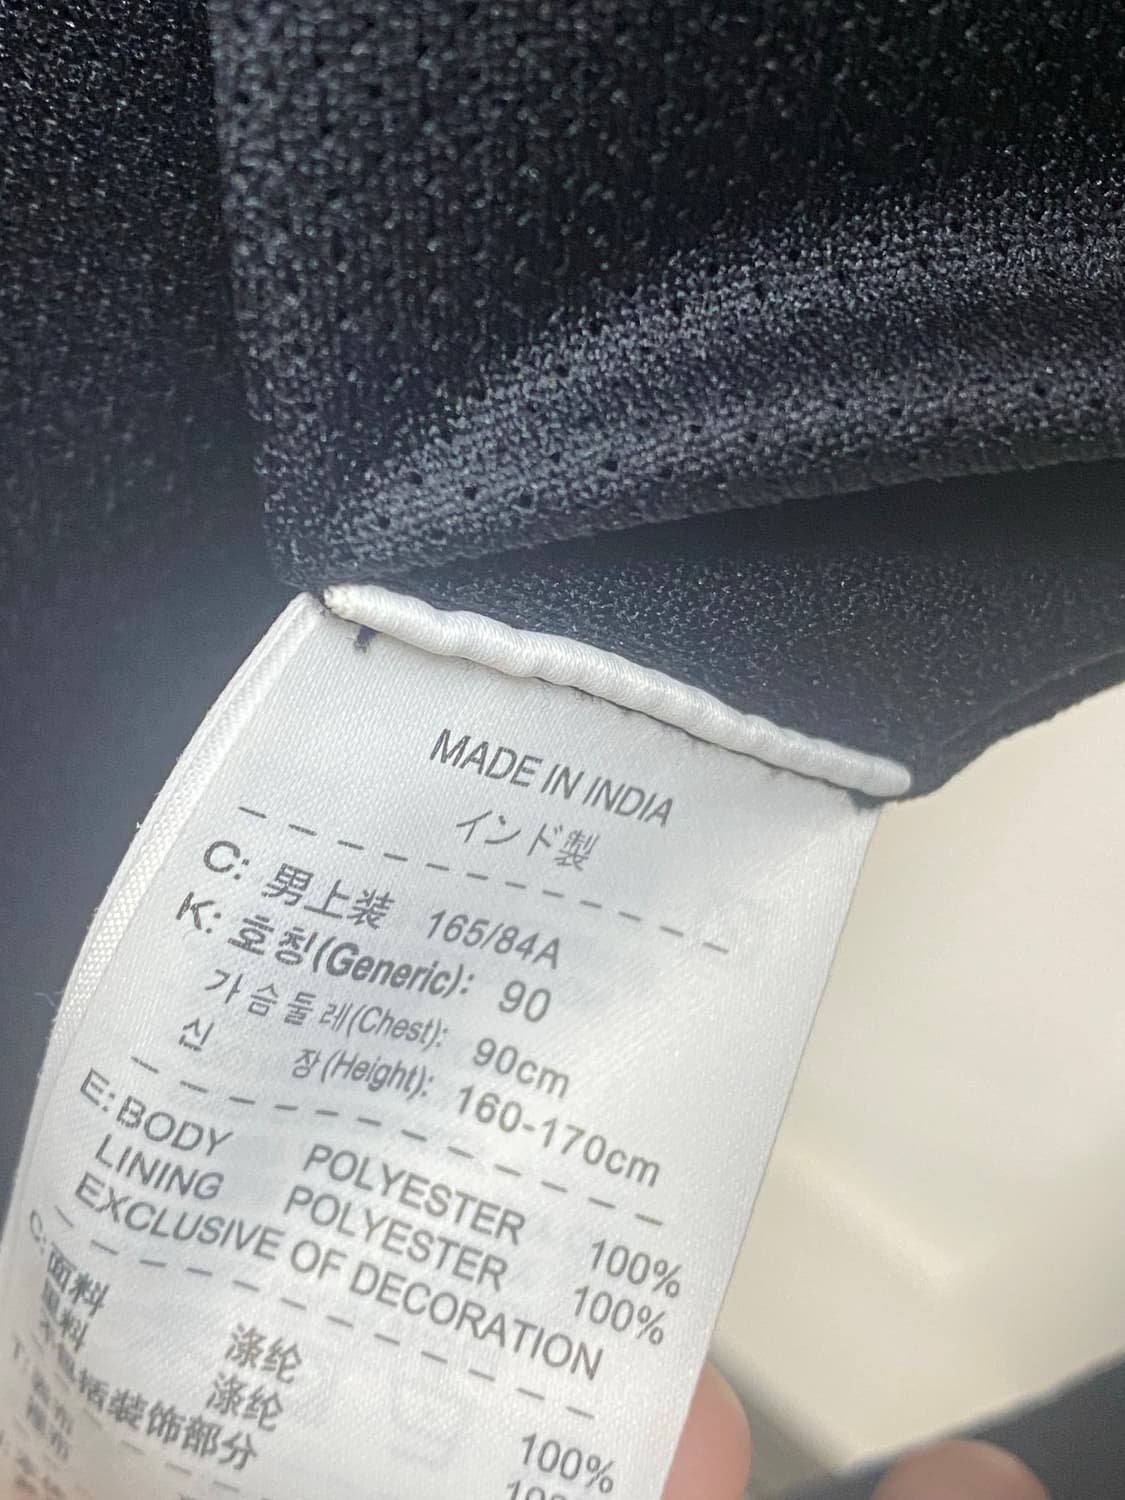 MADE IN INDIA
インド製
C: 男上装 165/84A
K: 호칭(Generic): 90
가슴둘레(Chest): 90cm
신 장(Height): 160-170cm
E: BODY POLYESTER 100%
LINING POLYESTER 100%
EXCLUSIVE OF DECORATION
C: 面料 涤纶 100%
里料 涤纶
不包括装饰部分